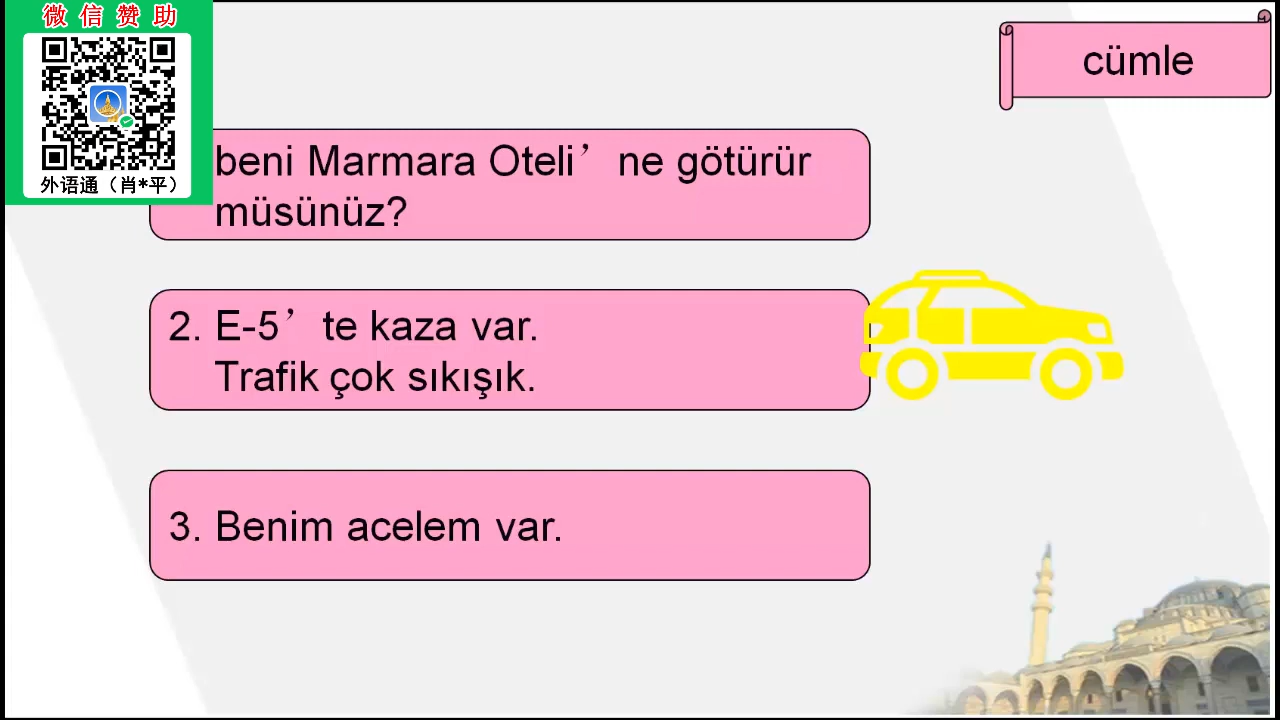 微信赞助
外语通（肖*平）
cümle
beni Marmara Oteli’ne götürür
müsünüz?
2. E-5’te kaza var.
Trafik çok sıkışık.
3. Benim acelem var.